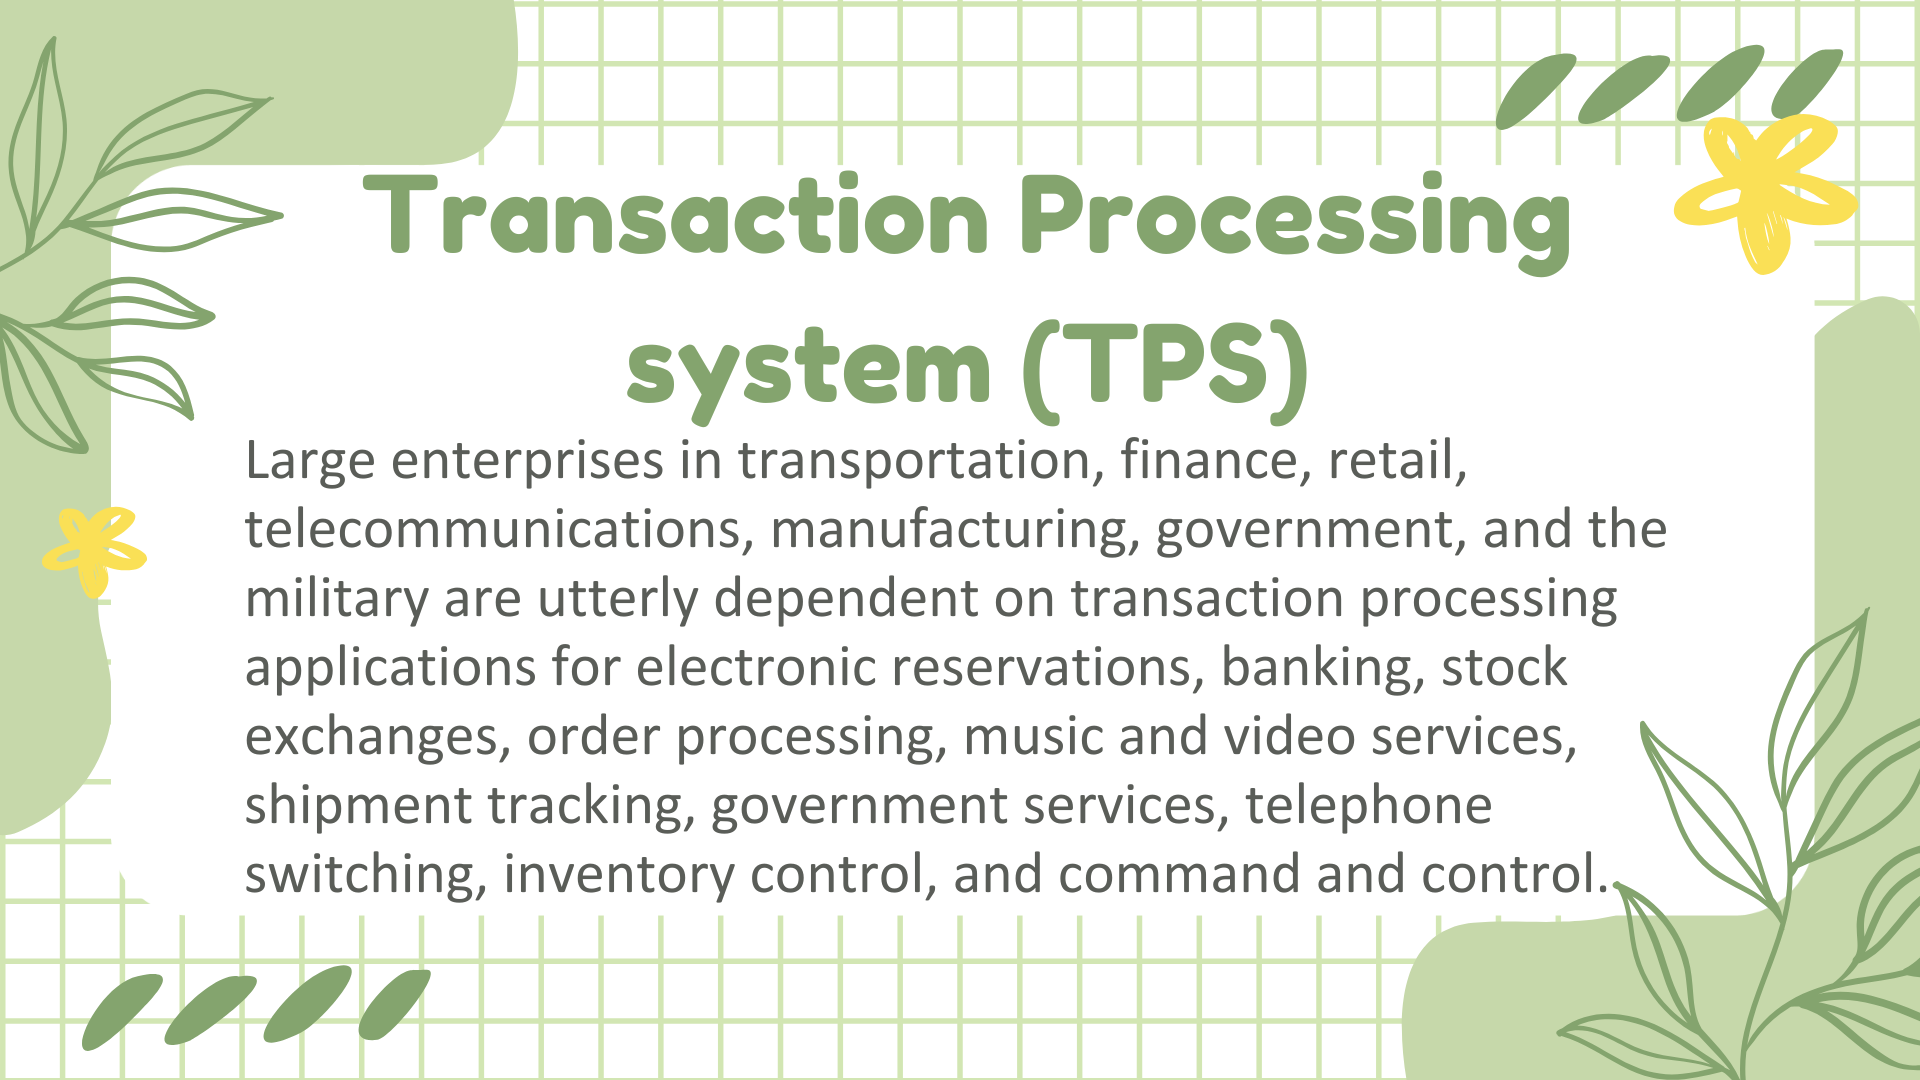 Transaction Processing
system (TPS)
Large enterprises in transportation, finance, retail,
telecommunications, manufacturing, government, and the
military are utterly dependent on transaction processing
applications for electronic reservations, banking, stock
exchanges, order processing, music and video services,
shipment tracking, government services, telephone
switching, inventory control, and command and control.